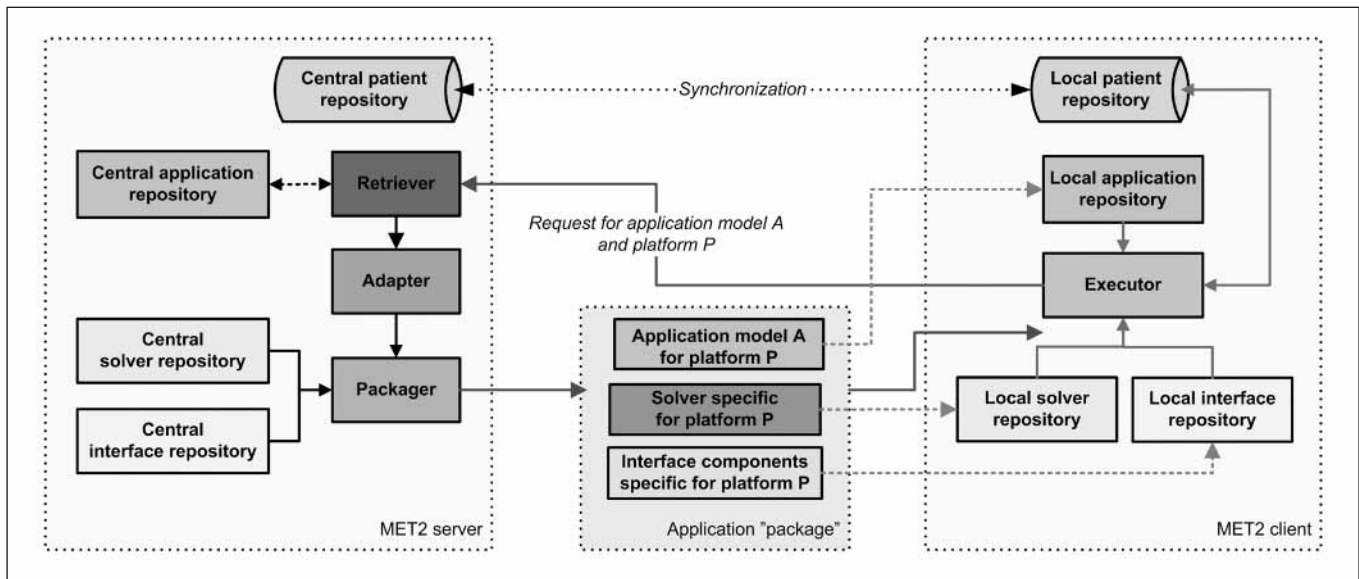 Central patient
repository
Synchronization
Local patient
repository
Central application
repository
Retriever
Local application
repository
Request for application model A
and platform P
Adapter
Executor
Central
solver repository
Application model A
for platform P
Packager
Solver specific
for platform P
Local solver
repository
Local interface
repository
Central
interface repository
Interface components
specific for platform P
MET2 server
Application "package"
MET2 client